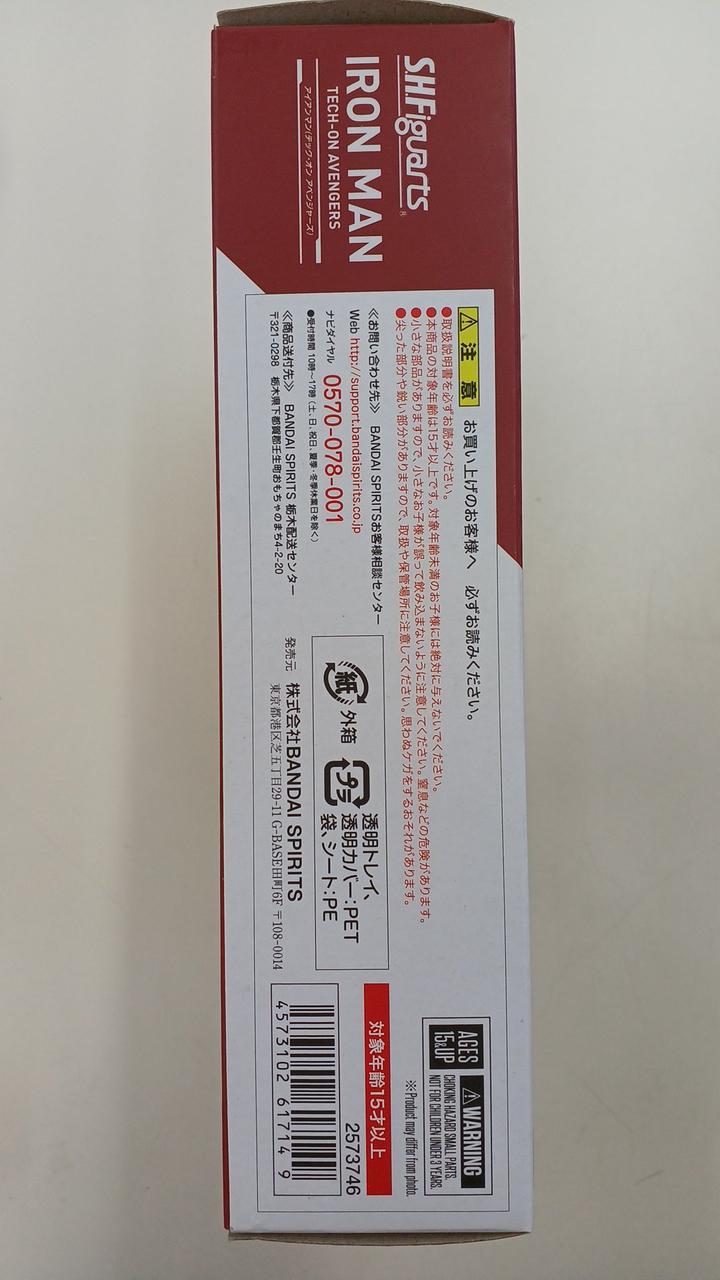 S.H.Figuarts®
IRON MAN
TECH-ON AVENGERS
アイアンマン(テック・オン アベンジャーズ)
⚠注意 お買い上げのお客様へ 必ずお読みください。
●取扱説明書を必ずお読みください。
●本商品の対象年齢は15才以上です。対象年齢未満のお子様には絶対に与えないでください。
●小さな部品がありますので、小さなお子様が誤って飲み込まないように注意してください。窒息などの危険があります。
●尖った部分や鋭い部分がありますので、取扱や保管場所に注意してください。思わぬケガをするおそれがあります。
≪お問い合わせ先≫ BANDAI SPIRITSお客様相談センター
Web http://support.bandaispirits.co.jp
ナビダイヤル 0570-078-001
●受付時間 10時~17時(土、日、祝日、夏季・冬季休業日を除く)
≪商品送付先≫ BANDAI SPIRITS 栃木配送センター
〒321-0298 栃木県下都賀郡壬生町おもちゃのまち4-2-20
紙 外箱
プラ 透明トレイ、
透明カバー:PET
袋、シート:PE
発売元 株式会社BANDAI SPIRITS
東京都港区芝五丁目29-11 G-BASE田町6F 〒108-0014
AGES
15&UP
⚠WARNING
CHOKING HAZARD SMALL PARTS.
NOT FOR CHILDREN UNDER 3 YEARS.
※Product may differ from photo.
対象年齢15才以上
2573746
4573102 617149